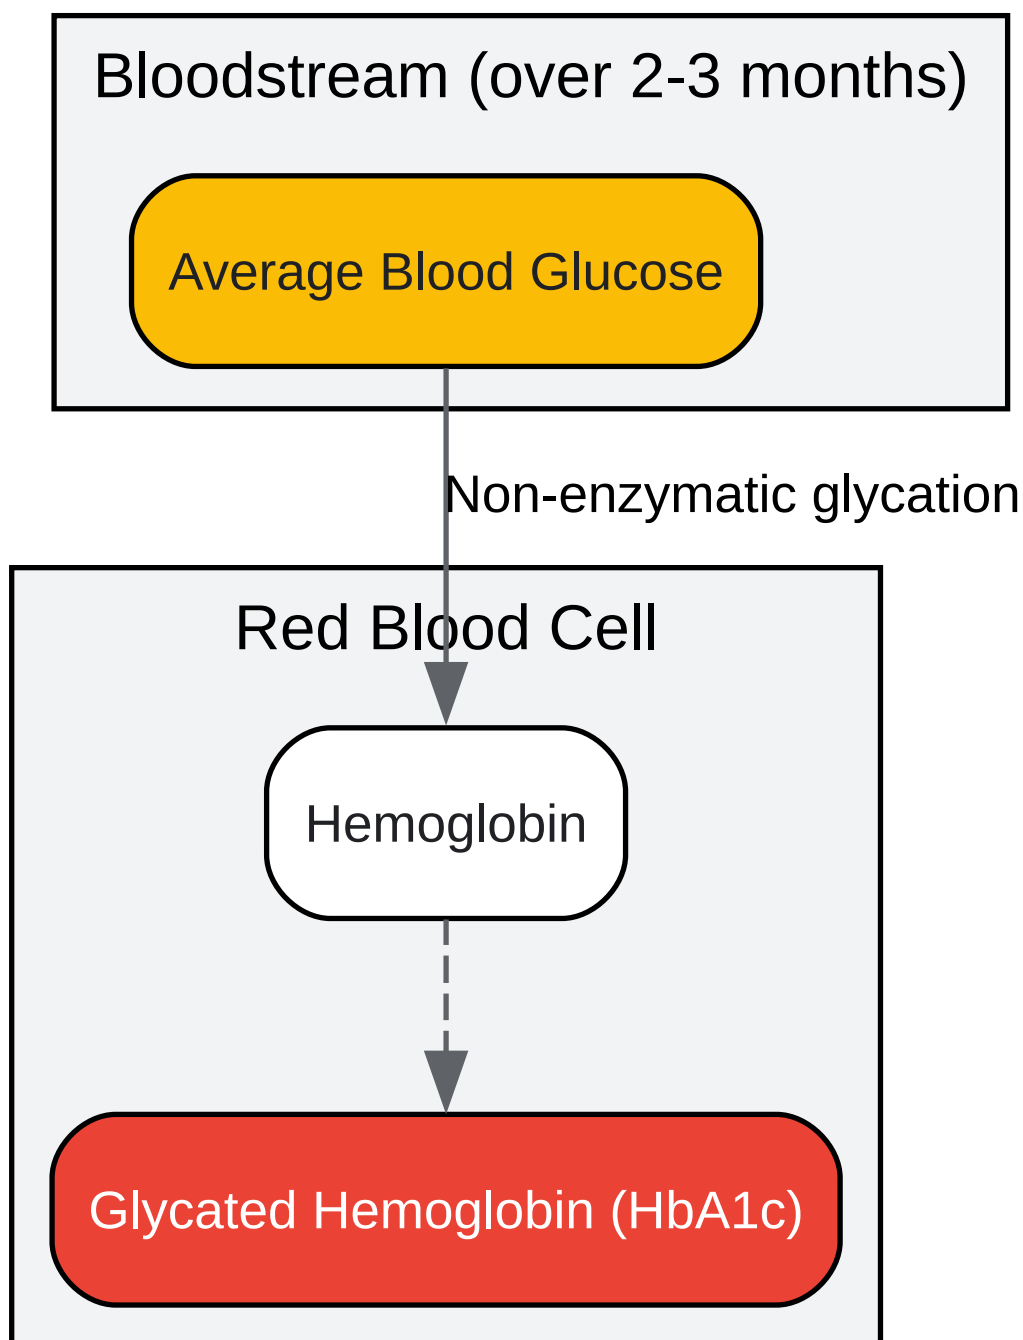 Bloodstream (over 2-3 months)
Average Blood Glucose
Non-enzymatic glycation
Red Blood Cell
Hemoglobin
Glycated Hemoglobin (HbA1c)